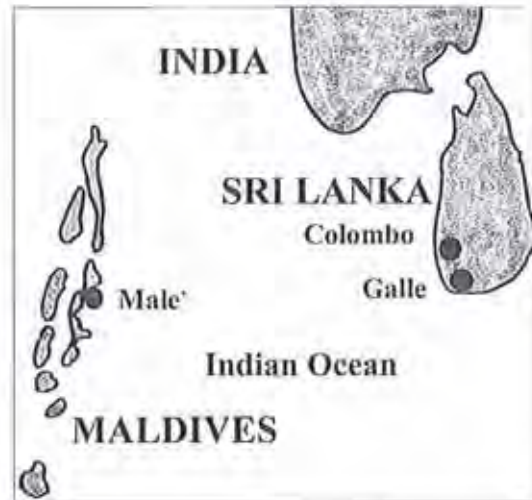 INDIA
SRI LANKA
Colombo
Galle
Male'
Indian Ocean
MALDIVES